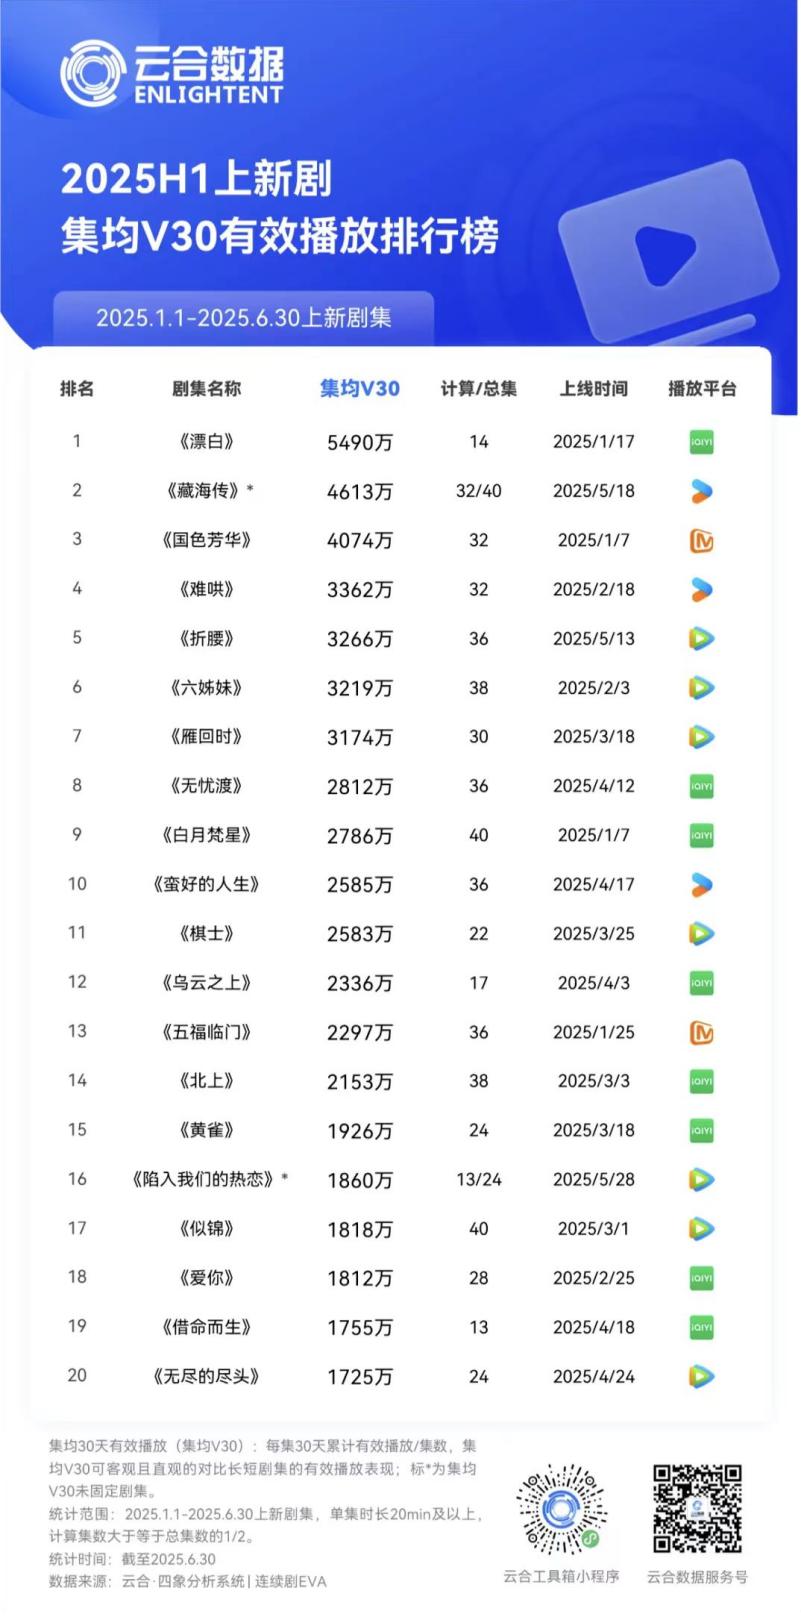 云合数据
ENLIGHTENT
2025H1上新剧
集均V30有效播放排行榜
2025.1.1-2025.6.30上新剧集
排名 剧集名称 集均V30 计算/总集 上线时间 播放平台
1 《漂白》 5490万 14 2025/1/17 iQIYI
2 《藏海传》* 4613万 32/40 2025/5/18
3 《国色芳华》 4074万 32 2025/1/7
4 《难哄》 3362万 32 2025/2/18
5 《折腰》 3266万 36 2025/5/13
6 《六姊妹》 3219万 38 2025/2/3
7 《雁回时》 3174万 30 2025/3/18
8 《无忧渡》 2812万 36 2025/4/12 iQIYI
9 《白月梵星》 2786万 40 2025/1/7 iQIYI
10 《蛮好的人生》 2585万 36 2025/4/17
11 《棋士》 2583万 22 2025/3/25
12 《乌云之上》 2336万 17 2025/4/3 iQIYI
13 《五福临门》 2297万 36 2025/1/25
14 《北上》 2153万 38 2025/3/3 iQIYI
15 《黄雀》 1926万 24 2025/3/18 iQIYI
16 《陷入我们的热恋》* 1860万 13/24 2025/5/28
17 《似锦》 1818万 40 2025/3/1
18 《爱你》 1812万 28 2025/2/25 iQIYI
19 《借命而生》 1755万 13 2025/4/18 iQIYI
20 《无尽的尽头》 1725万 24 2025/4/24
集均30天有效播放（集均V30）：每集30天累计有效播放/集数，集
均V30可客观且直观的对比长短剧集的有效播放表现；标*为集均
V30未固定剧集。
统计范围：2025.1.1-2025.6.30上新剧集，单集时长20min及以上，
计算集数大于等于总集数的1/2。
统计时间：截至2025.6.30
数据来源：云合·四象分析系统|连续剧EVA
云合工具箱小程序 云合数据服务号